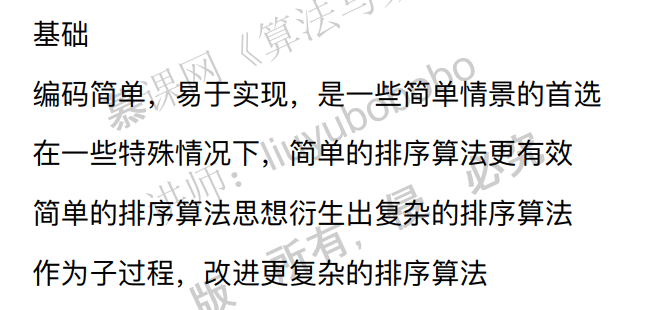 基础
编码简单，易于实现，是一些简单情景的首选
在一些特殊情况下，简单的排序算法更有效
简单的排序算法思想衍生出复杂的排序算法
作为子过程，改进更复杂的排序算法
慕课网《算法与
讲师：liuyubobobo
版 所有，侵 必究